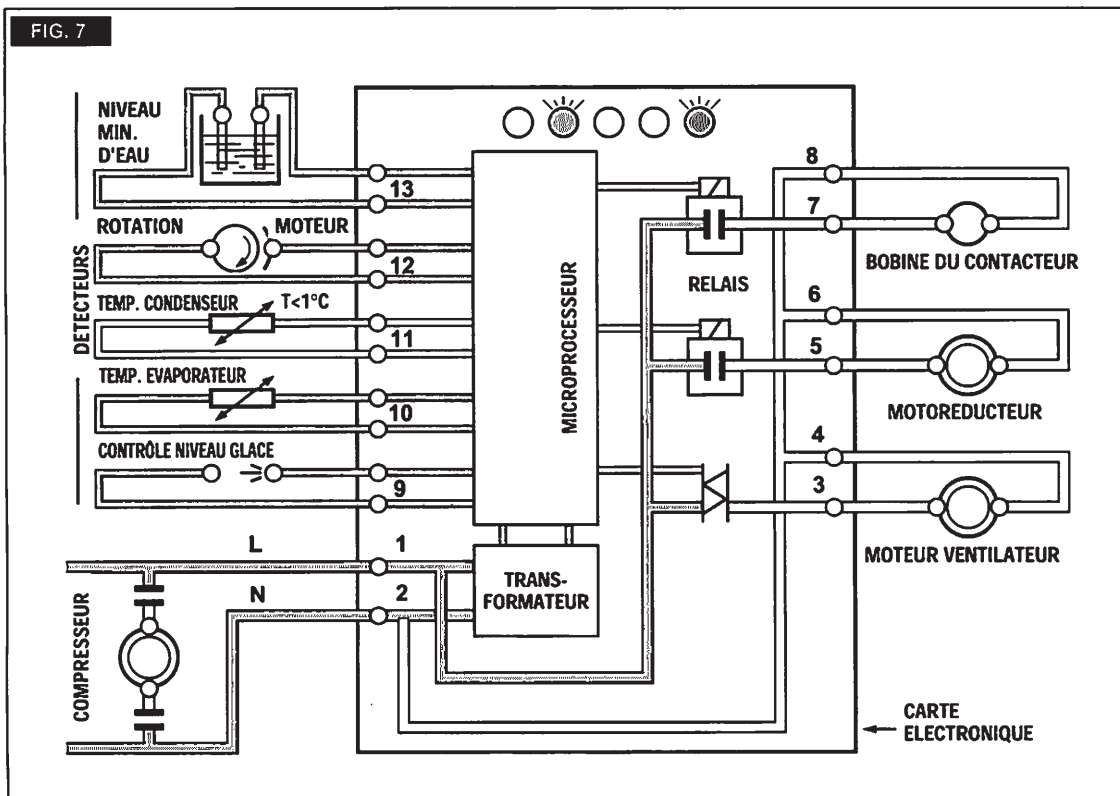 FIG. 7
NIVEAU
MIN.
D'EAU
13
ROTATION MOTEUR
12
TEMP. CONDENSEUR T<1°C
11
TEMP. EVAPORATEUR
10
CONTRÔLE NIVEAU GLACE
9
DETECTEURS
L
1
N
2
COMPRESSEUR
MICROPROCESSEUR
TRANS-
FORMATEUR
RELAIS
8
7
BOBINE DU CONTACTEUR
6
5
MOTOREDUCTEUR
4
3
MOTEUR VENTILATEUR
CARTE
ELECTRONIQUE